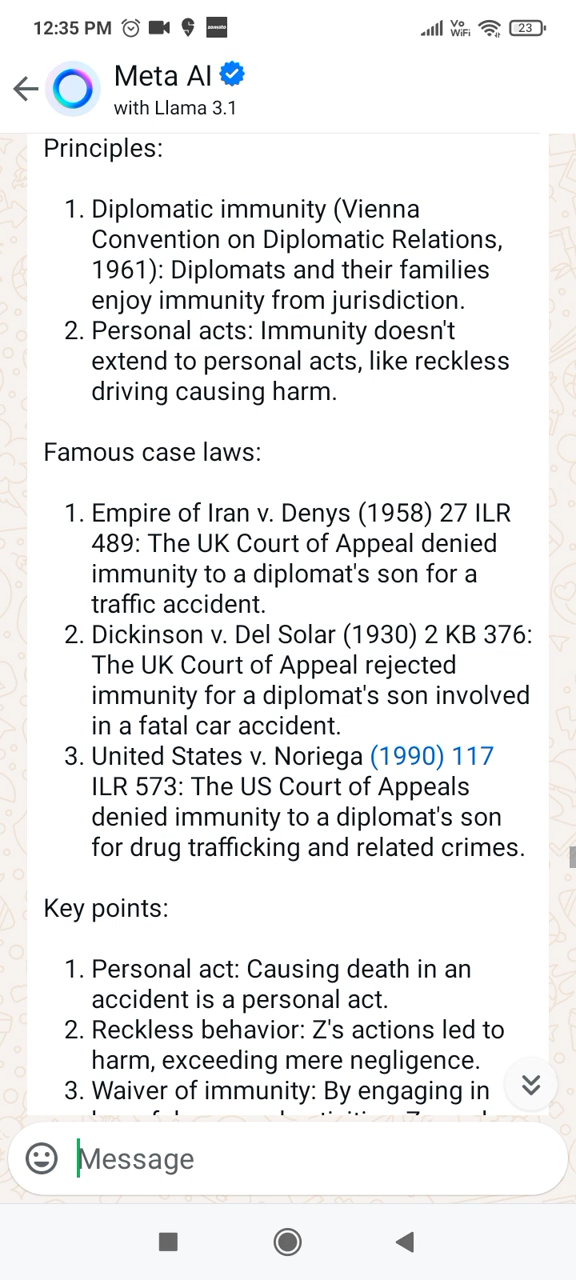 12:35 PM
Vo
WiFi
23
Meta AI
with Llama 3.1
Principles:
1. Diplomatic immunity (Vienna
Convention on Diplomatic Relations,
1961): Diplomats and their families
enjoy immunity from jurisdiction.
2. Personal acts: Immunity doesn't
extend to personal acts, like reckless
driving causing harm.
Famous case laws:
1. Empire of Iran v. Denys (1958) 27 ILR
489: The UK Court of Appeal denied
immunity to a diplomat's son for a
traffic accident.
2. Dickinson v. Del Solar (1930) 2 KB 376:
The UK Court of Appeal rejected
immunity for a diplomat's son involved
in a fatal car accident.
3. United States v. Noriega (1990) 117
ILR 573: The US Court of Appeals
denied immunity to a diplomat's son
for drug trafficking and related crimes.
Key points:
1. Personal act: Causing death in an
accident is a personal act.
2. Reckless behavior: Z's actions led to
harm, exceeding mere negligence.
3. Waiver of immunity: By engaging in
Message